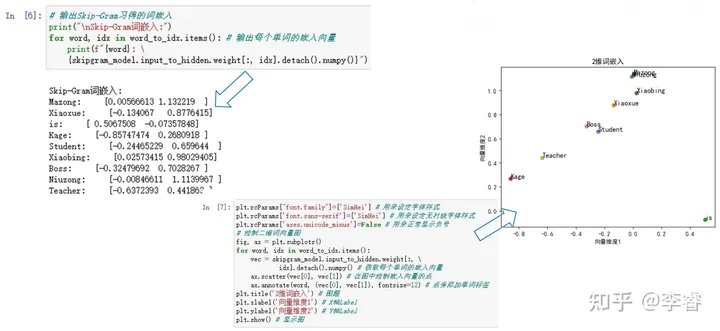 In [6]:
# 输出Skip-Gram习得的词嵌入
print("\nSkip-Gram词嵌入:")
for word, idx in word_to_idx.items(): # 输出每个单词的嵌入向量
print(f"{word}: \
{skipgram_model.input_to_hidden.weight[:, idx].detach().numpy()}")
Skip-Gram词嵌入:
Mazong: [0.00566613 1.132219 ]
Xiaoxue: [-0.134067 0.8776415]
is: [ 0.5067508 -0.07357848]
Kage: [-0.85747474 0.2680918 ]
Student: [-0.24465229 0.659644 ]
Xiaobing: [0.02573415 0.98029405]
Boss: [-0.32479692 0.7028267 ]
Niuzong: [-0.00846611 1.1139967 ]
Teacher: [-0.6372393 0.441863
In [7]:
plt.rcParams["font.family"]=['SimHei'] # 用来设定字体样式
plt.rcParams['font.sans-serif']=['SimHei'] # 用来设定无衬线字体样式
plt.rcParams['axes.unicode_minus']=False # 用来正常显示负号
# 绘制二维词向量图
fig, ax = plt.subplots()
for word, idx in word_to_idx.items():
vec = skipgram_model.input_to_hidden.weight[:, \
idx].detach().numpy() # 获取每个单词的嵌入向量
ax.scatter(vec[0], vec[1]) # 在图中绘制嵌入向量的点
ax.annotate(word, (vec[0], vec[1]), fontsize=12) # 点旁添加单词标签
plt.title('2维词嵌入') # 图题
plt.xlabel('向量维度1') # X轴Label
plt.ylabel('向量维度2') # Y轴Label
plt.show() # 显示图
2维词嵌入
Xiaobing
Xiaoxue
Boss
Student
Teacher
Kage
is
1.0
0.8
0.6
0.4
0.2
0.0
向量维度2
-0.8 -0.6 -0.4 -0.2 0.0 0.2 0.4
向量维度1
知乎 @李睿